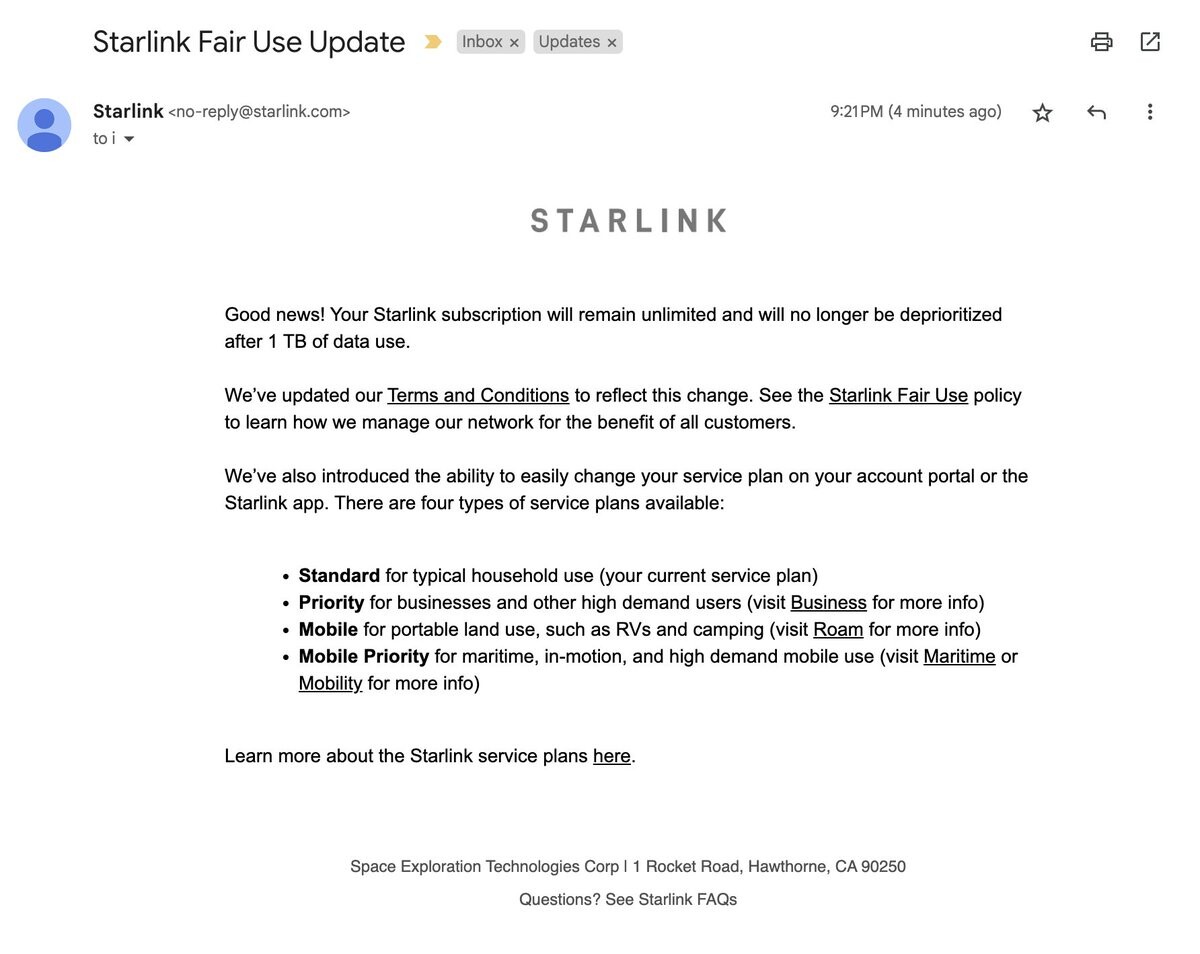 Starlink Fair Use Update Inbox × Updates ×
Starlink <no-reply@starlink.com> 9:21 PM (4 minutes ago)
to i
STARLINK
Good news! Your Starlink subscription will remain unlimited and will no longer be deprioritized
after 1 TB of data use.
We’ve updated our Terms and Conditions to reflect this change. See the Starlink Fair Use policy
to learn how we manage our network for the benefit of all customers.
We’ve also introduced the ability to easily change your service plan on your account portal or the
Starlink app. There are four types of service plans available:
• Standard for typical household use (your current service plan)
• Priority for businesses and other high demand users (visit Business for more info)
• Mobile for portable land use, such as RVs and camping (visit Roam for more info)
• Mobile Priority for maritime, in-motion, and high demand mobile use (visit Maritime or
Mobility for more info)
Learn more about the Starlink service plans here.
Space Exploration Technologies Corp | 1 Rocket Road, Hawthorne, CA 90250
Questions? See Starlink FAQs